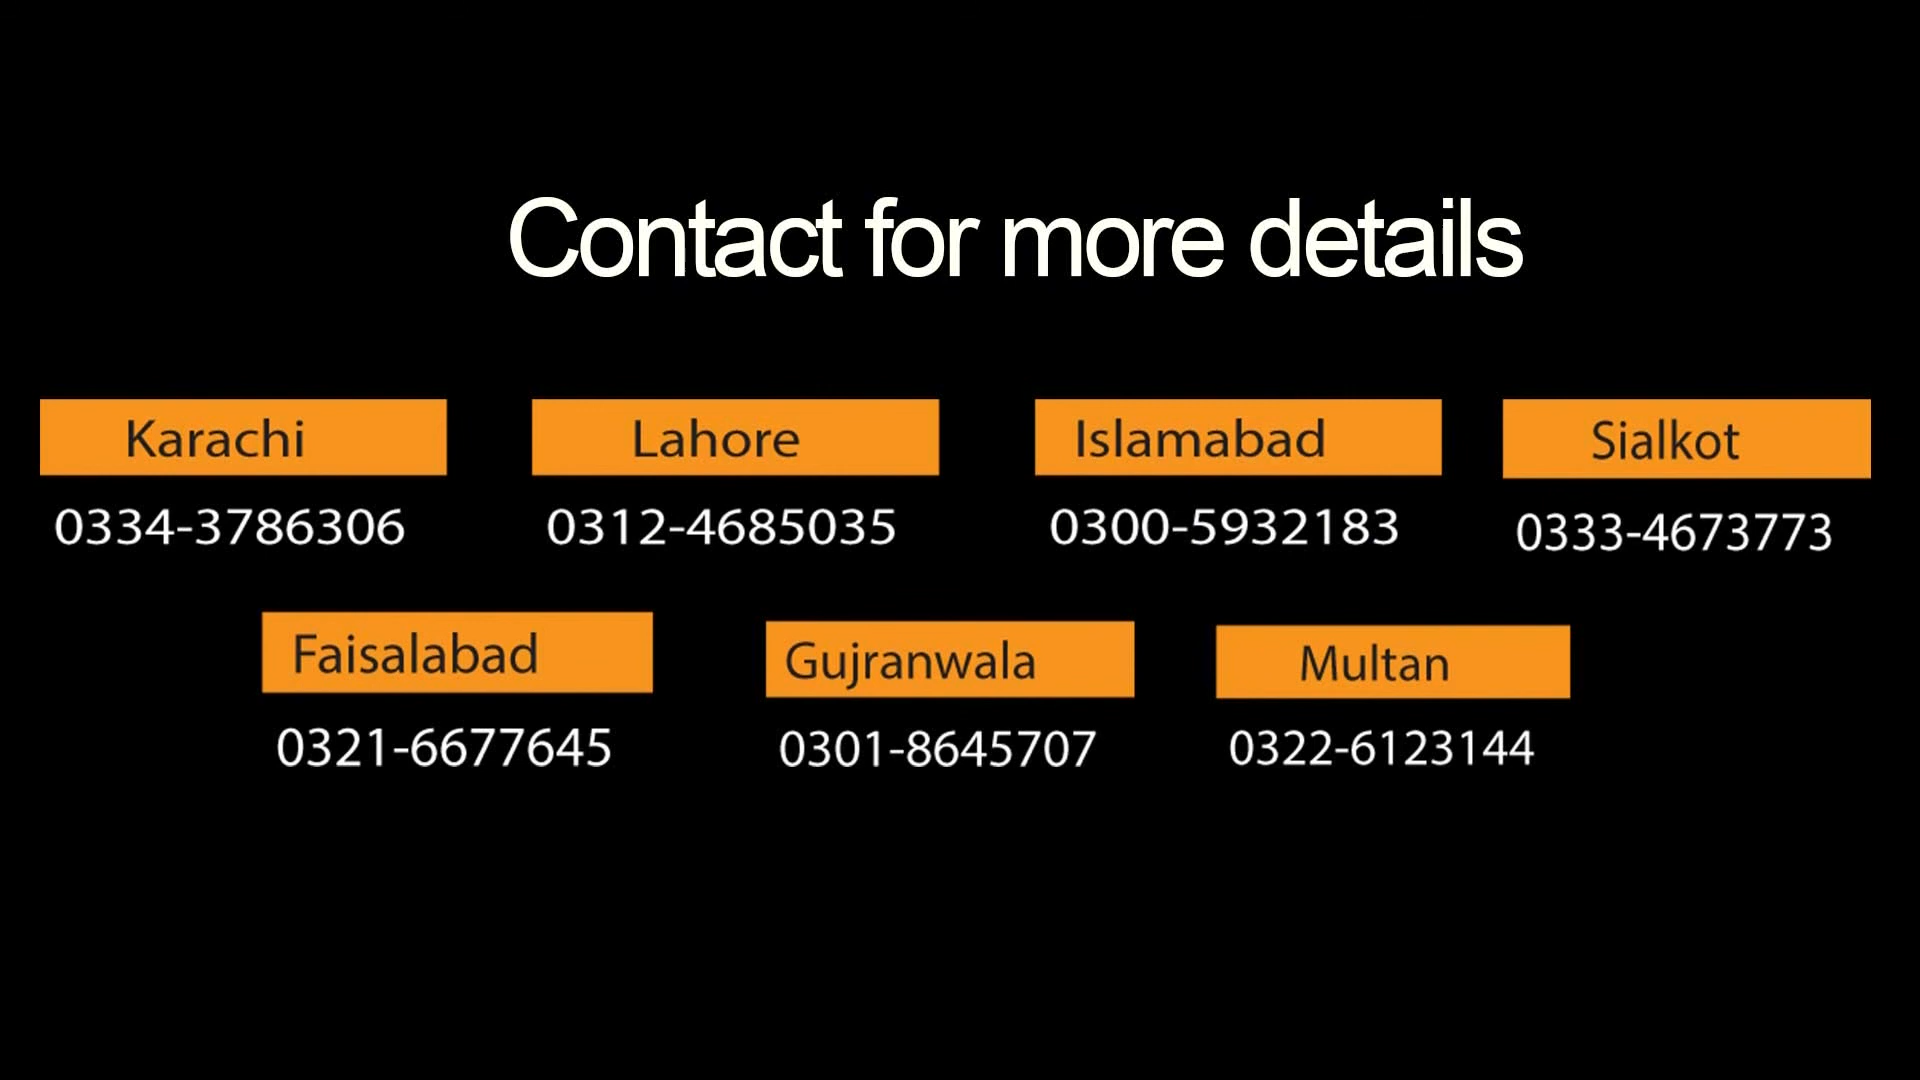 Contact for more details
Karachi Lahore Islamabad Sialkot
0334-3786306 0312-4685035 0300-5932183 0333-4673773
Faisalabad Gujranwala Multan
0321-6677645 0301-8645707 0322-6123144